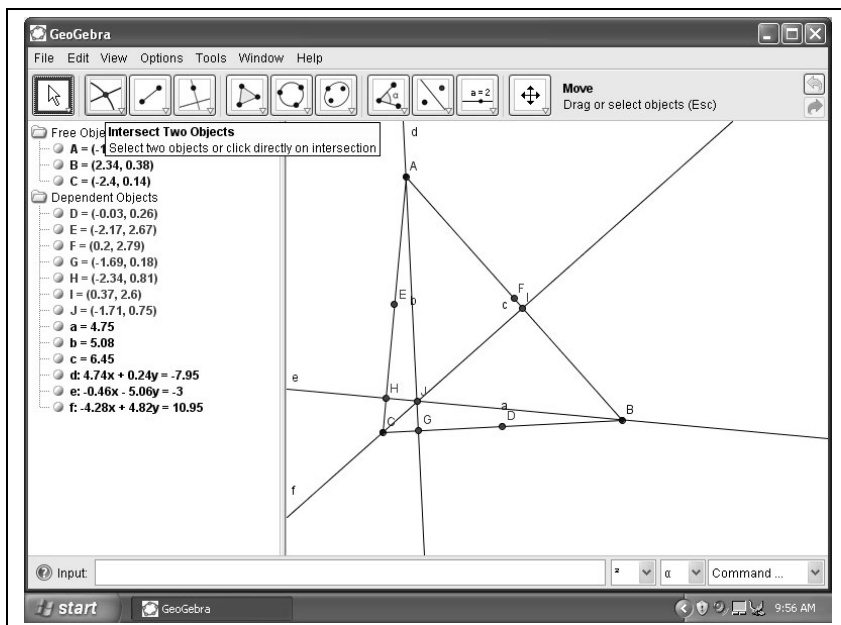 GeoGebra
File Edit View Options Tools Window Help
α
a = 2
Move
Drag or select objects (Esc)
Free Obje
Intersect Two Objects
Select two objects or click directly on intersection
A = (-1
B = (2.34, 0.38)
C = (-2.4, 0.14)
Dependent Objects
D = (-0.03, 0.26)
E = (-2.17, 2.67)
F = (0.2, 2.79)
G = (-1.69, 0.18)
H = (-2.34, 0.81)
I = (0.37, 2.6)
J = (-1.71, 0.75)
a = 4.75
b = 5.08
c = 6.45
d: 4.74x + 0.24y = -7.95
e: -0.46x - 5.06y = -3
f: -4.28x + 4.82y = 10.95
d
A
E b
F
c I
e
H J
a
B
C G D
f
Input:
² α Command ...
start GeoGebra 9:56 AM